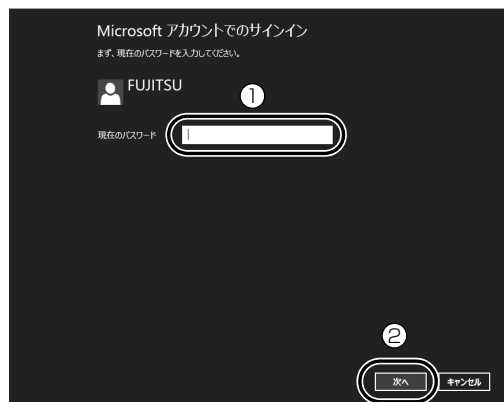 Microsoft アカウントでのサインイン
まず、現在のパスワードを入力してください。
FUJITSU
①
現在のパスワード
②
次へ キャンセル